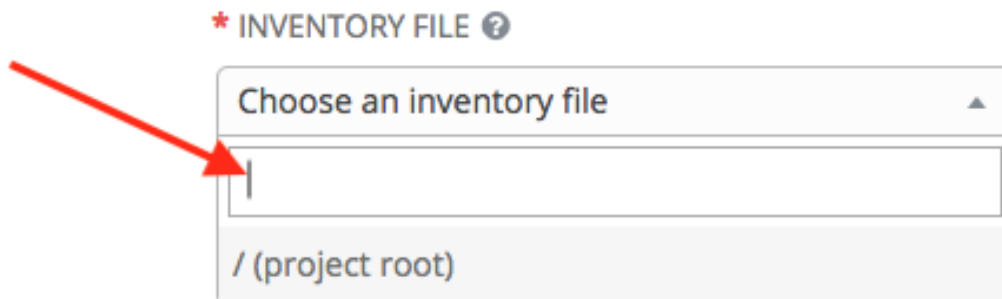 * INVENTORY FILE ?
Choose an inventory file
/ (project root)